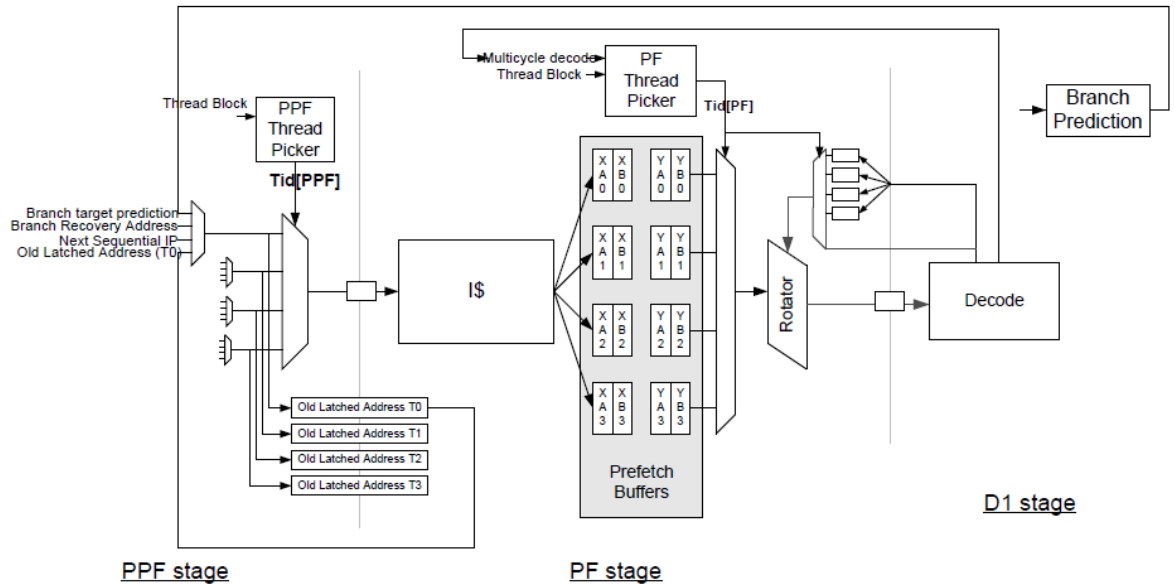 Multicycle decode
Thread Block
PF
Thread
Picker
Tid[PF]
Branch
Prediction
Thread Block
PPF
Thread
Picker
Tid[PPF]
Branch target prediction
Branch Recovery Address
Next Sequential IP
Old Latched Address (T0)
I$
X
A
0
X
B
0
Y
A
0
Y
B
0
X
A
1
X
B
1
Y
A
1
Y
B
1
X
A
2
X
B
2
Y
A
2
Y
B
2
X
A
3
X
B
3
Y
A
3
Y
B
3
Prefetch
Buffers
Rotator
Decode
Old Latched Address T0
Old Latched Address T1
Old Latched Address T2
Old Latched Address T3
D1 stage
PPF stage
PF stage